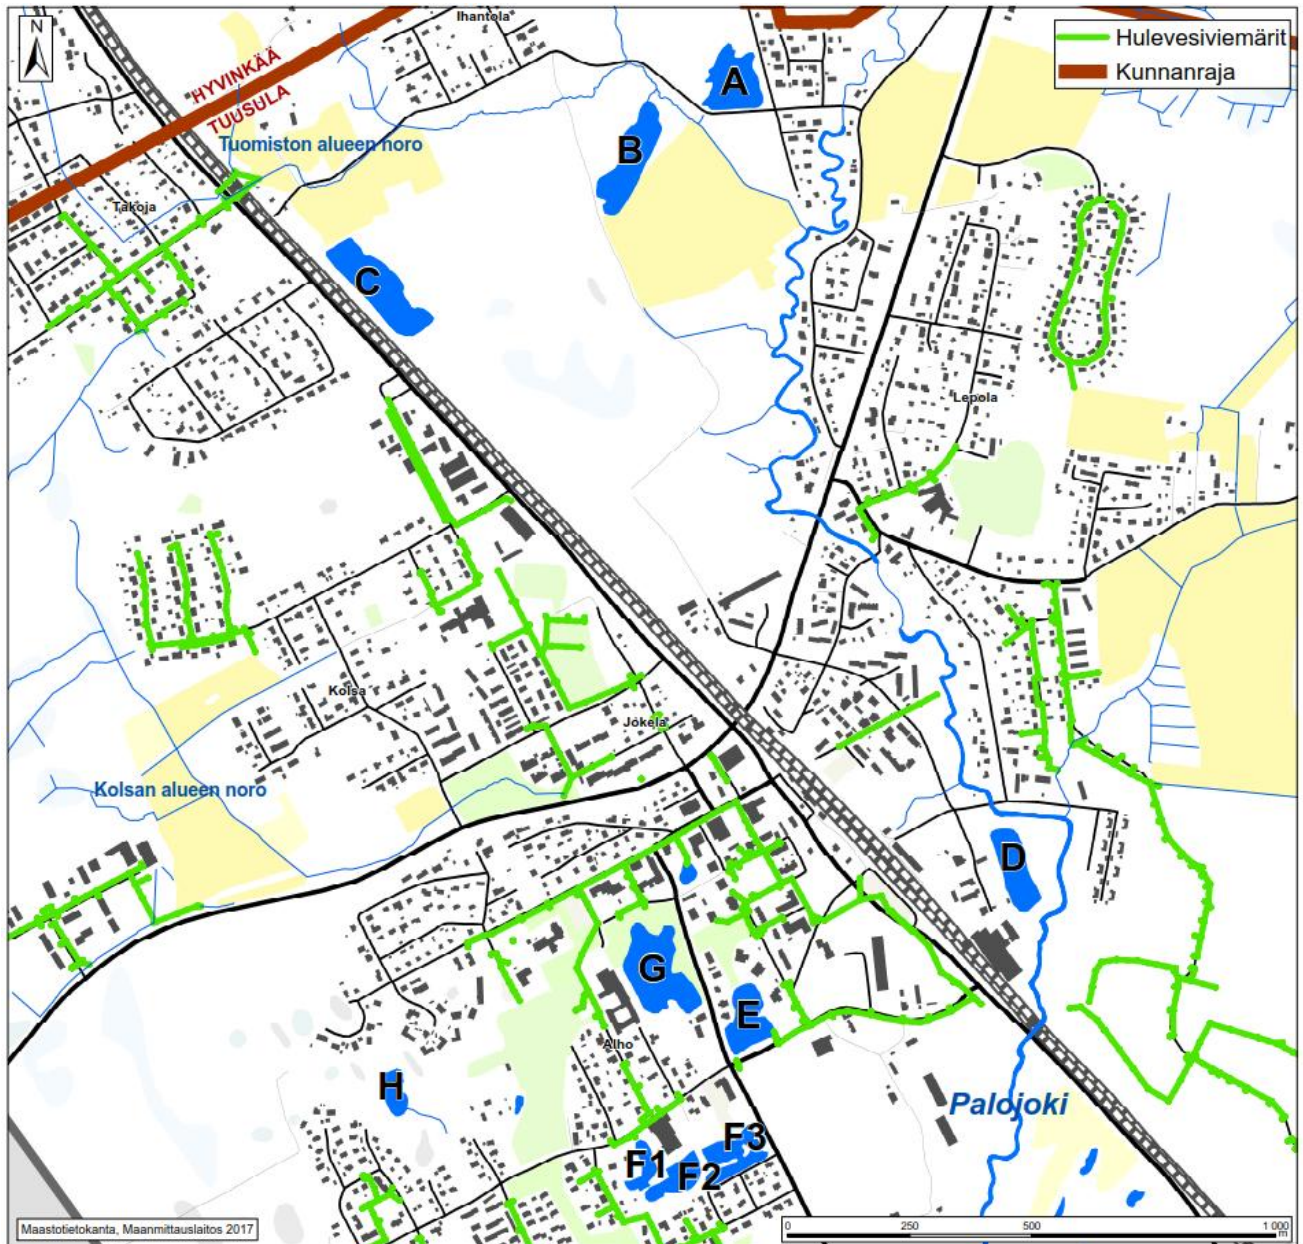 N
Ihantola
Hulevesiviemärit
Kunnanraja
HYVINKÄÄ
TUUSULA
A
B
Tuomiston alueen noro
Takoja
C
Lepola
Kolsa
Jokela
Kolsan alueen noro
D
G
E
Alho
H
Palojoki
F1
F2
F3
Maastotietokanta, Maanmittauslaitos 2017
0 250 500 1 000
m